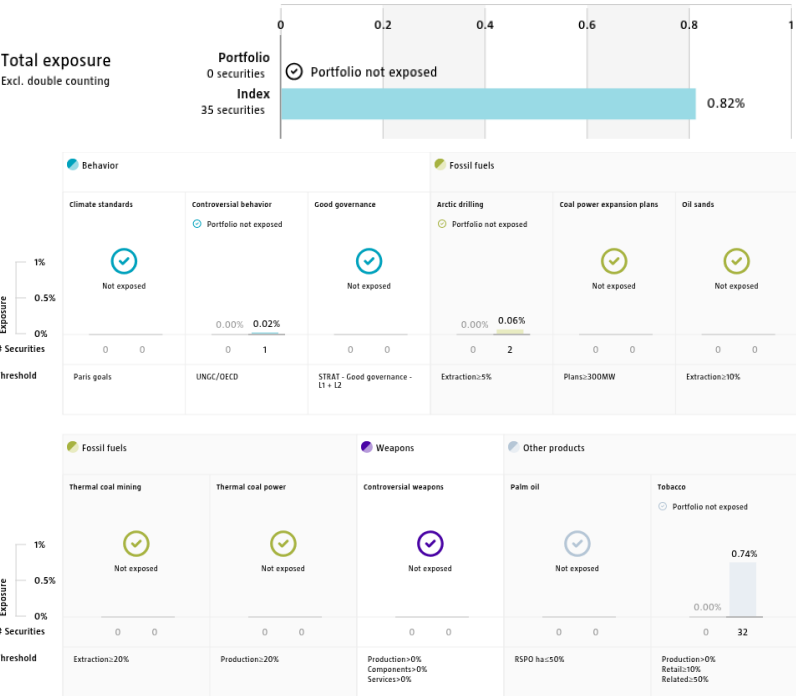 0 0.2 0.4 0.6 0.8 1
Total exposure
Excl. double counting
Portfolio
0 securities
Portfolio not exposed
Index
35 securities
0.82%
Behavior
Fossil fuels
Climate standards
Controversial behavior
Good governance
Arctic drilling
Coal power expansion plans
Oil sands
Portfolio not exposed
Portfolio not exposed
Not exposed
Not exposed
Not exposed
Not exposed
1%
0.5%
0%
Exposure
0.00% 0.02%
0.00% 0.06%
# Securities
0 0
0 1
0 0
0 2
0 0
0 0
hreshold
Paris goals
UNGC/OECD
STRAT - Good governance -
L1 + L2
Extraction≥5%
Plans≥300MW
Extraction≥10%
Fossil fuels
Weapons
Other products
Thermal coal mining
Thermal coal power
Controversial weapons
Palm oil
Tobacco
Portfolio not exposed
Not exposed
Not exposed
Not exposed
Not exposed
1%
0.5%
0%
Exposure
0.00% 0.74%
# Securities
0 0
0 0
0 0
0 0
0 32
hreshold
Extraction≥20%
Production≥20%
Production>0%
Components>0%
Services>0%
RSPO ha≤50%
Production>0%
Retail≥10%
Related≥50%